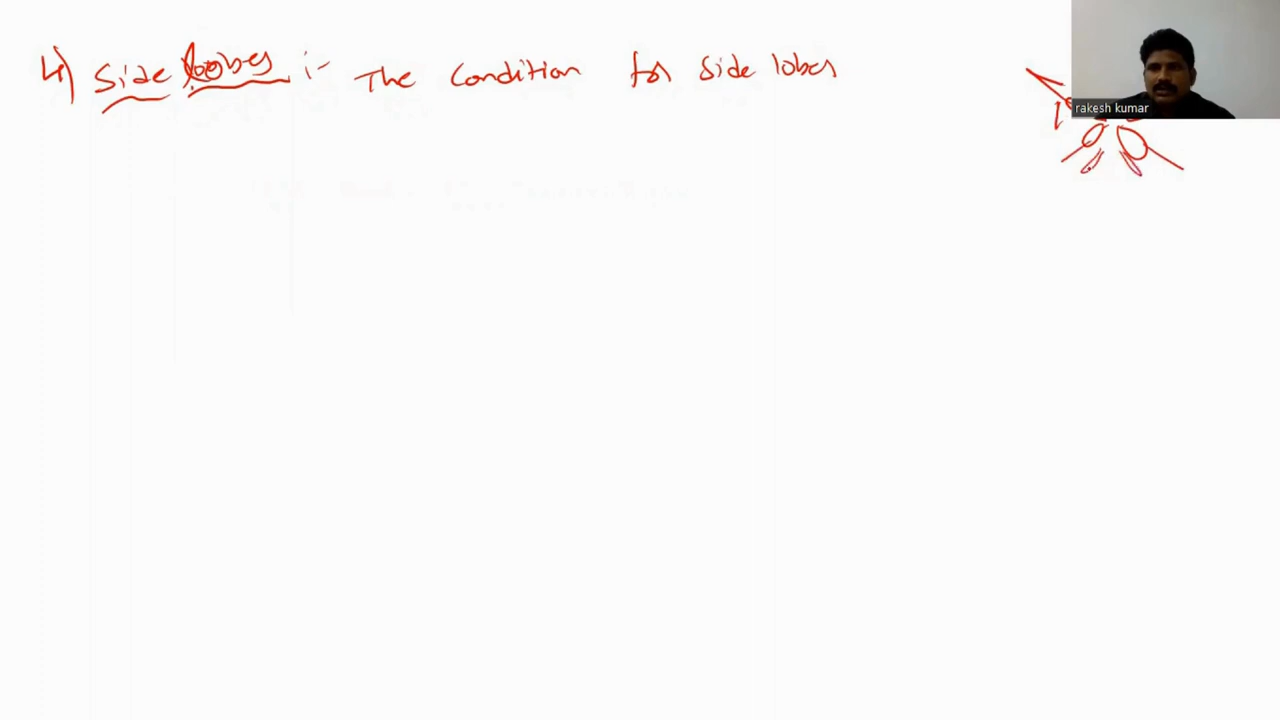 4) Side lobes :- The Condition for Side lobes
rakesh kumar